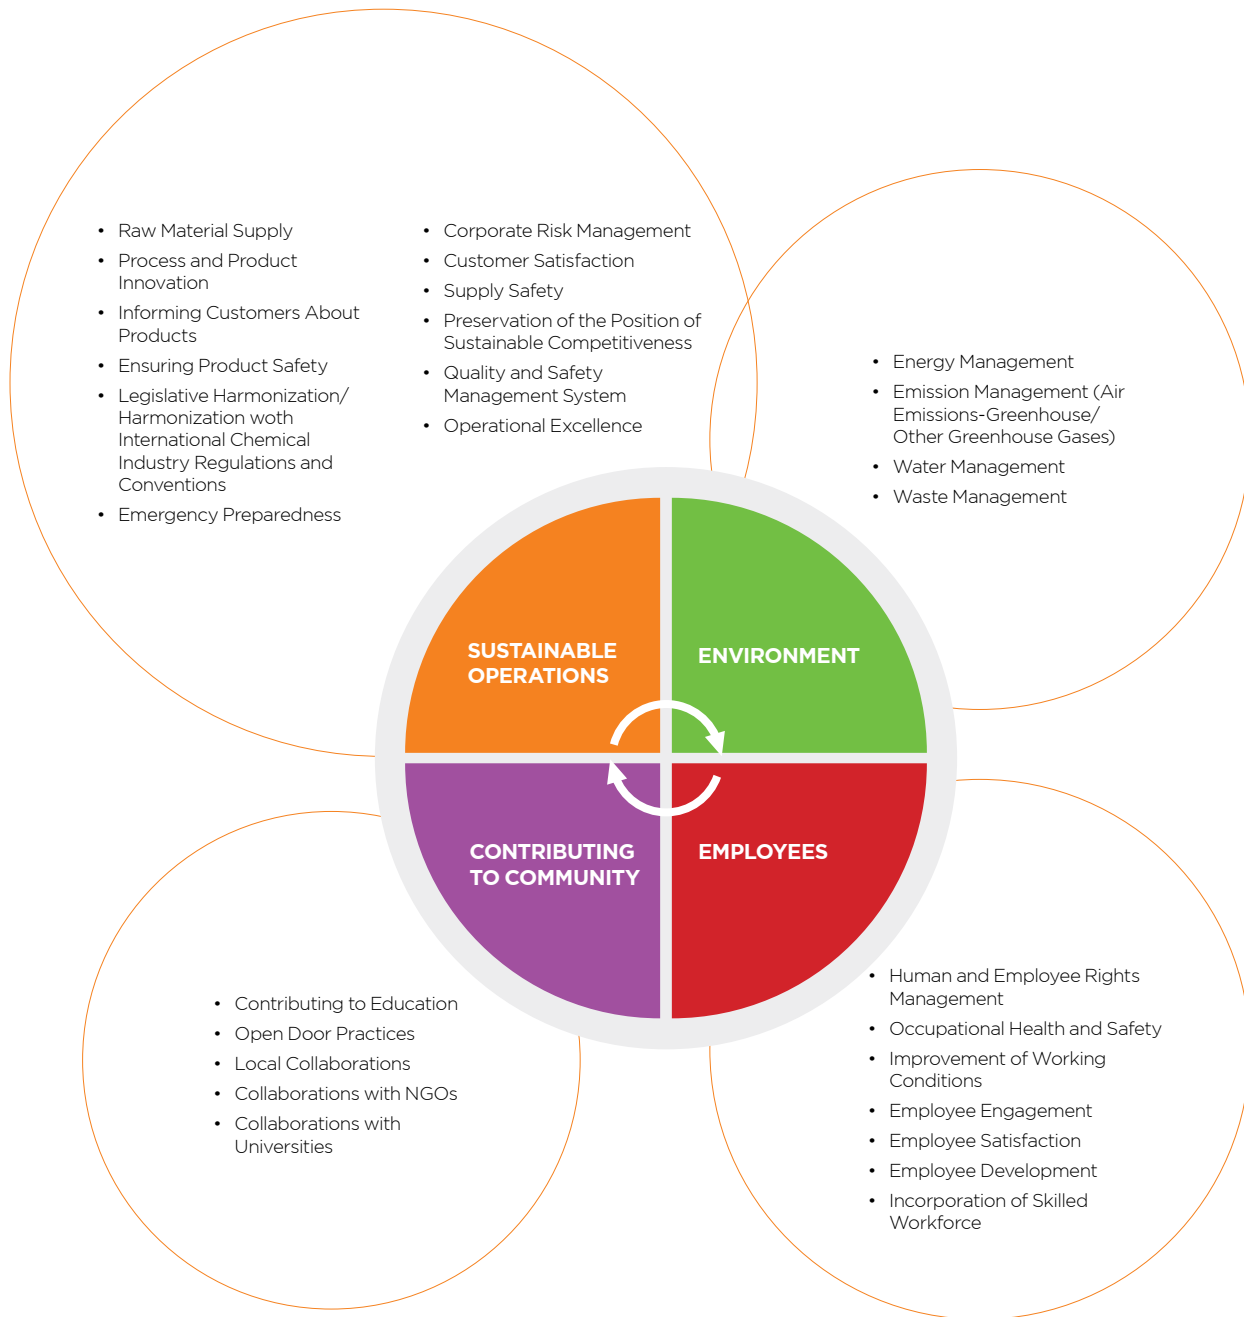 • Raw Material Supply
• Process and Product
Innovation
• Informing Customers About
Products
• Ensuring Product Safety
• Legislative Harmonization/
Harmonization woth
International Chemical
Industry Regulations and
Conventions
• Emergency Preparedness
• Corporate Risk Management
• Customer Satisfaction
• Supply Safety
• Preservation of the Position of
Sustainable Competitiveness
• Quality and Safety
Management System
• Operational Excellence
• Energy Management
• Emission Management (Air
Emissions-Greenhouse/
Other Greenhouse Gases)
• Water Management
• Waste Management
SUSTAINABLE
OPERATIONS
ENVIRONMENT
CONTRIBUTING
TO COMMUNITY
EMPLOYEES
• Contributing to Education
• Open Door Practices
• Local Collaborations
• Collaborations with NGOs
• Collaborations with
Universities
• Human and Employee Rights
Management
• Occupational Health and Safety
• Improvement of Working
Conditions
• Employee Engagement
• Employee Satisfaction
• Employee Development
• Incorporation of Skilled
Workforce